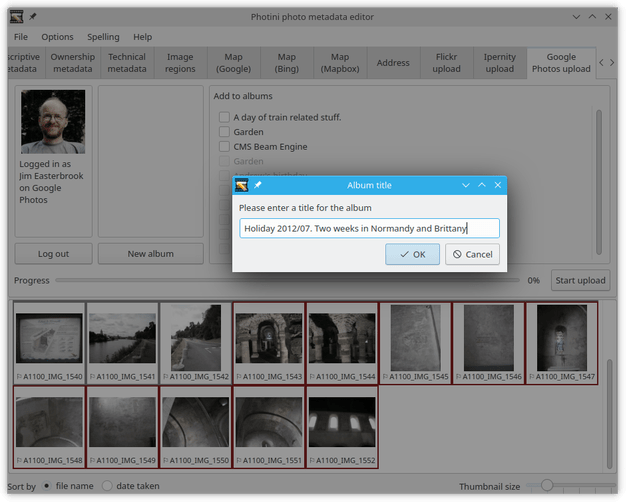 Photini photo metadata editor
File Options Spelling Help
scriptive metadata
Ownership metadata
Technical metadata
Image regions
Map (Google)
Map (Bing)
Map (Mapbox)
Address
Flickr upload
Ipernity upload
Google Photos upload
Logged in as
Jim Easterbrook
on Google
Photos
Log out
New album
Add to albums
A day of train related stuff.
Garden
CMS Beam Engine
Garden
Album title
Please enter a title for the album
Holiday 2012/07. Two weeks in Normandy and Brittany
OK
Cancel
Progress
0%
Start upload
A1100_IMG_1540
A1100_IMG_1541
A1100_IMG_1542
A1100_IMG_1543
A1100_IMG_1544
A1100_IMG_1545
A1100_IMG_1546
A1100_IMG_1547
A1100_IMG_1548
A1100_IMG_1549
A1100_IMG_1550
A1100_IMG_1551
A1100_IMG_1552
Sort by file name date taken
Thumbnail size